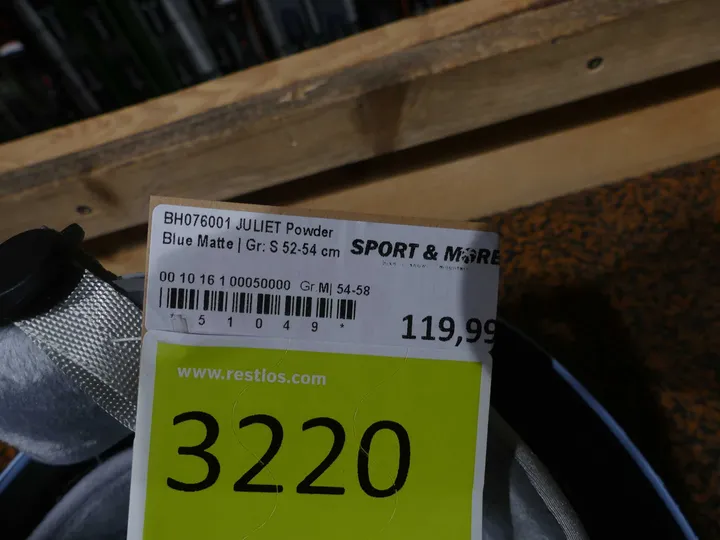 BH076001 JULIET Powder
Blue Matte | Gr: S 52-54 cm
SPORT & MORE
00 10 16 1 00050000 Gr M| 54-58
* 5 1 0 4 9 *
119,99
www.restlos.com
3220